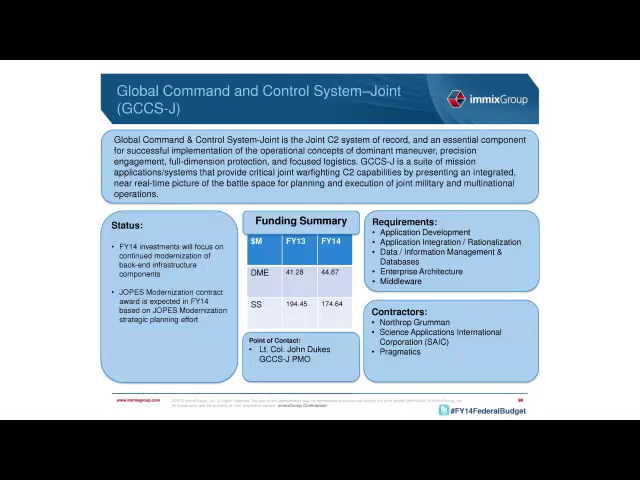 Global Command and Control System–Joint
(GCCS-J)
immixGroup
Global Command & Control System-Joint is the Joint C2 system of record, and an essential component
for successful implementation of the operational concepts of dominant maneuver, precision
engagement, full-dimension protection, and focused logistics. GCCS-J is a suite of mission
applications/systems that provide critical joint warfighting C2 capabilities by presenting an integrated,
near real-time picture of the battle space for planning and execution of joint military and multinational
operations.
Status:
• FY14 investments will focus on
continued modernization of
back-end infrastructure
components
• JOPES Modernization contract
award is expected in FY14
based on JOPES Modernization
strategic planning effort
Funding Summary
$M FY13 FY14
DME 41.28 44.67
SS 194.45 174.64
Point of Contact:
• Lt. Col. John Dukes
GCCS-J PMO
Requirements:
• Application Development
• Application Integration / Rationalization
• Data / Information Management &
Databases
• Enterprise Architecture
• Middleware
Contractors:
• Northrop Grumman
• Science Applications International
Corporation (SAIC)
• Pragmatics
www.immixgroup.com
#FY14FederalBudget